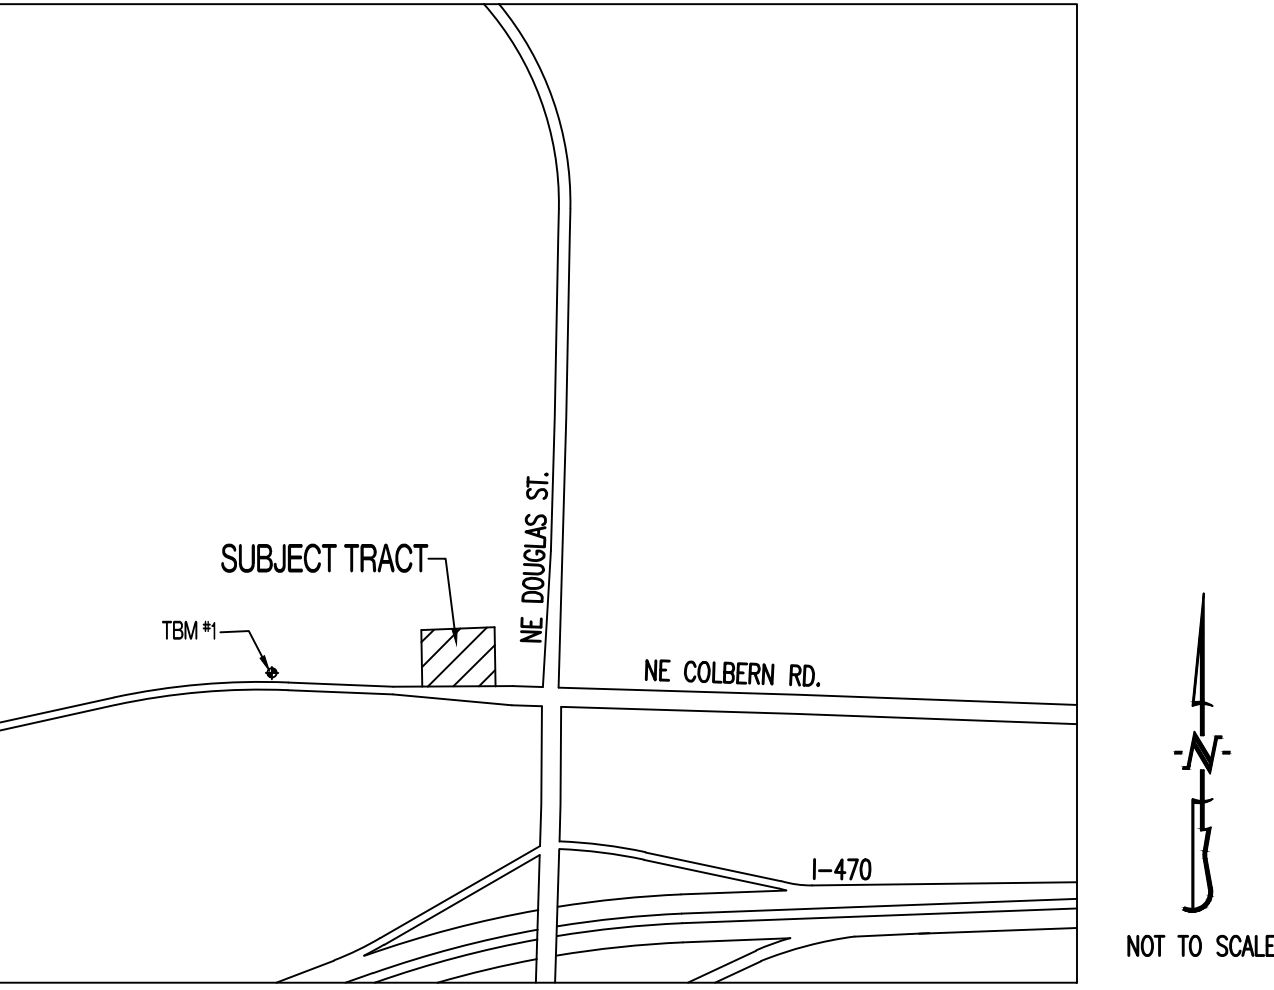 NE DOUGLAS ST.
SUBJECT TRACT
TBM #1
NE COLBERN RD.
N
I-470
NOT TO SCALE